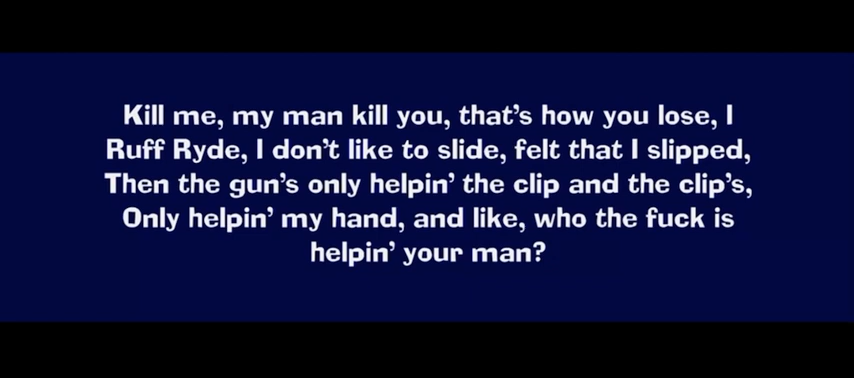 Kill me, my man kill you, that's how you lose, I
Ruff Ryde, I don't like to slide, felt that I slipped,
Then the gun's only helpin' the clip and the clip's,
Only helpin' my hand, and like, who the fuck is
helpin' your man?